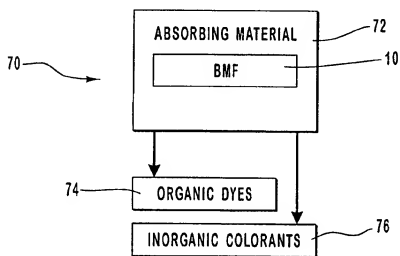 ABSORBING MATERIAL
72
70
BMF
10
74
ORGANIC DYES
INORGANIC COLORANTS
76